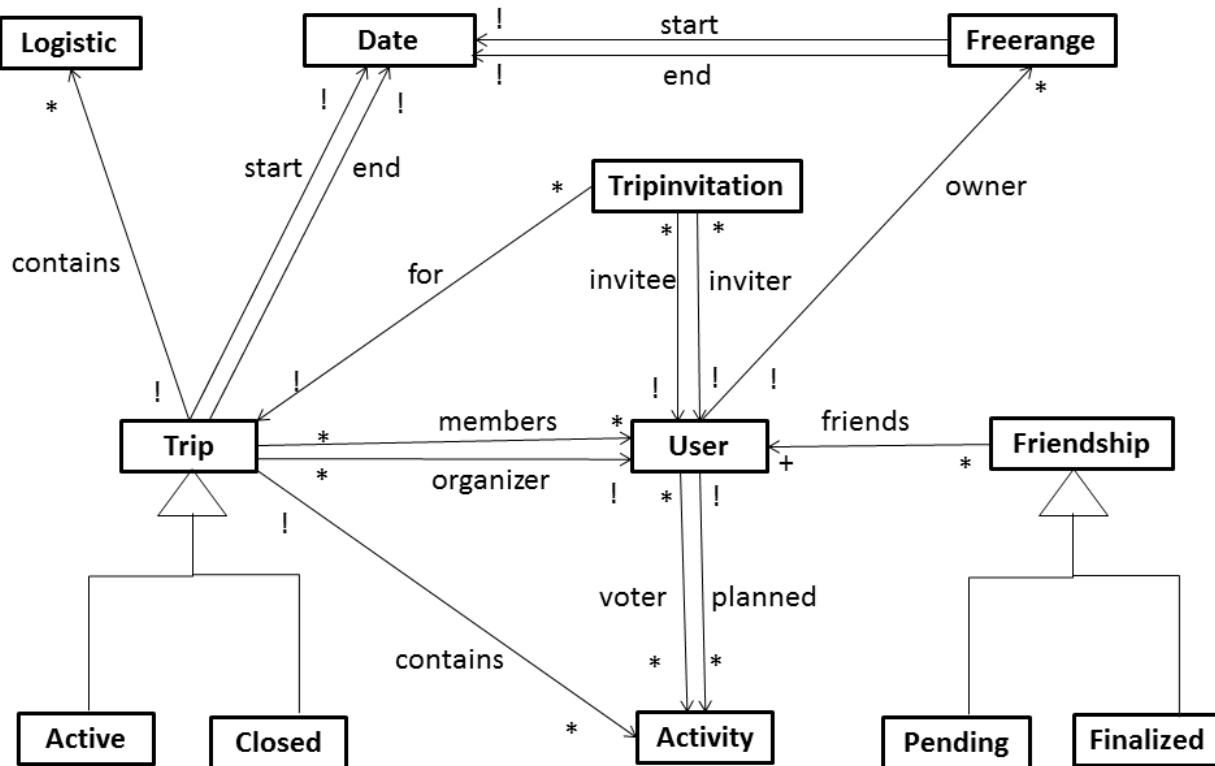 Logistic
Date
!
start
Freerange
!
end
*
*
!
!
start
end
Tripinvitation
*
owner
*
*
contains
for
invitee
inviter
!
!
!
!
!
members
*
*
friends
Trip
User
Friendship
*
organizer
!
*
!
+
*
!
voter
planned
contains
*
*
*
Active
Closed
Activity
Pending
Finalized